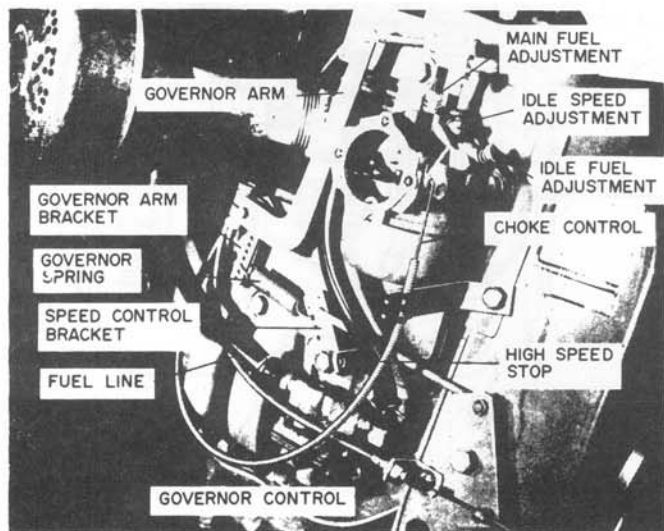 MAIN FUEL
ADJUSTMENT
GOVERNOR ARM
IDLE SPEED
ADJUSTMENT
IDLE FUEL
ADJUSTMENT
GOVERNOR ARM
BRACKET
CHOKE CONTROL
GOVERNOR
SPRING
SPEED CONTROL
BRACKET
HIGH SPEED
STOP
FUEL LINE
GOVERNOR CONTROL